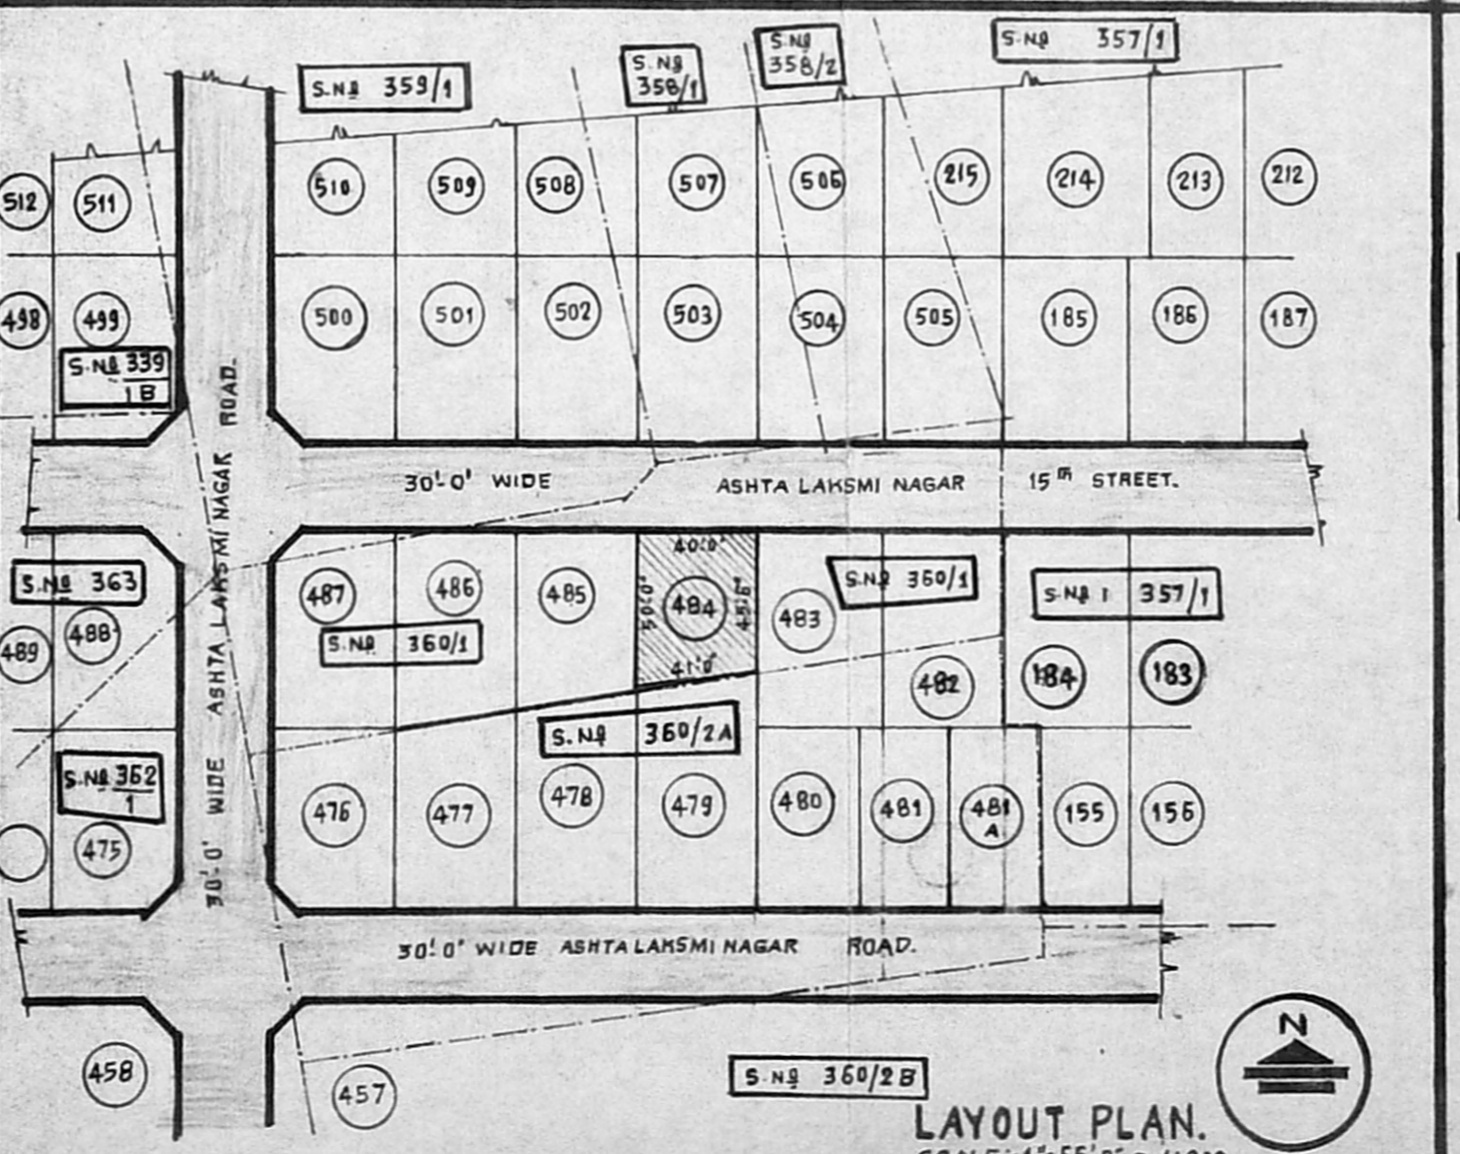 S.Nº 359/1
S.Nº
358/1
S.Nº
358/2
S.Nº 357/1
512
511
510
509
508
507
506
215
214
213
212
498
499
500
501
502
503
504
505
185
186
187
S.Nº 339
1B
30'-0" WIDE ASHTA LAKSMI NAGAR ROAD.
30'-0" WIDE ASHTA LAKSMI NAGAR 15TH STREET.
S.Nº 363
489
488
487
486
485
484
40'0"
50'0"
41'0"
483
S.Nº 360/1
S.Nº 360/1
S.Nº 1 357/1
482
184
183
S.Nº 360/2A
S.Nº 362
1
475
476
477
478
479
480
481
481
A
155
156
30'-0" WIDE ASHTA LAKSMI NAGAR ROAD.
458
457
S.Nº 360/2B
N
LAYOUT PLAN.